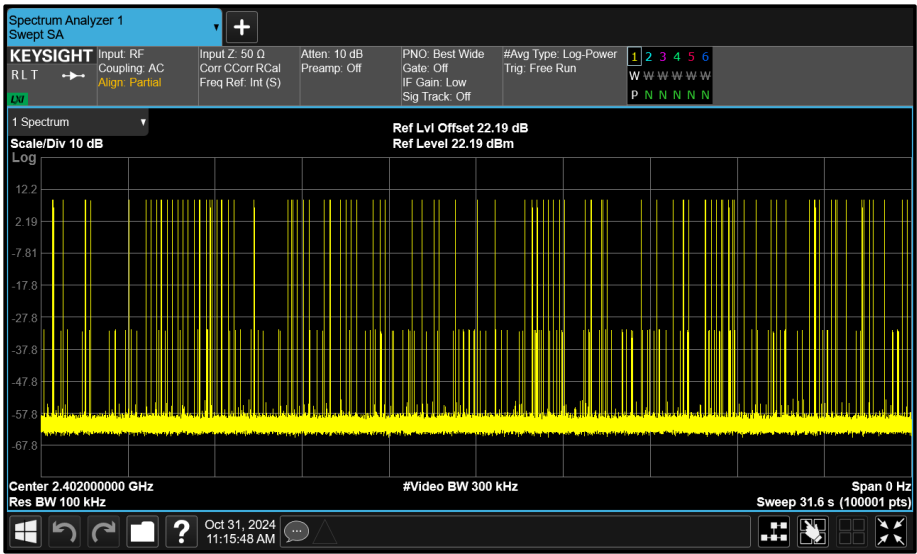 Spectrum Analyzer 1
Swept SA
+
KEYSIGHT
R L T
LXI
Input: RF
Coupling: AC
Align: Partial
Input Z: 50 Ω
Corr CCorr RCal
Freq Ref: Int (S)
Atten: 10 dB
Preamp: Off
PNO: Best Wide
Gate: Off
IF Gain: Low
Sig Track: Off
#Avg Type: Log-Power
Trig: Free Run
1 2 3 4 5 6
W W W W W W
P N N N N N
1 Spectrum
Scale/Div 10 dB
Ref Lvl Offset 22.19 dB
Ref Level 22.19 dBm
Log
12.2
2.19
-7.81
-17.8
-27.8
-37.8
-47.8
-57.8
-67.8
Center 2.402000000 GHz
#Video BW 300 kHz
Span 0 Hz
Res BW 100 kHz
Sweep 31.6 s (100001 pts)
?
Oct 31, 2024
11:15:48 AM